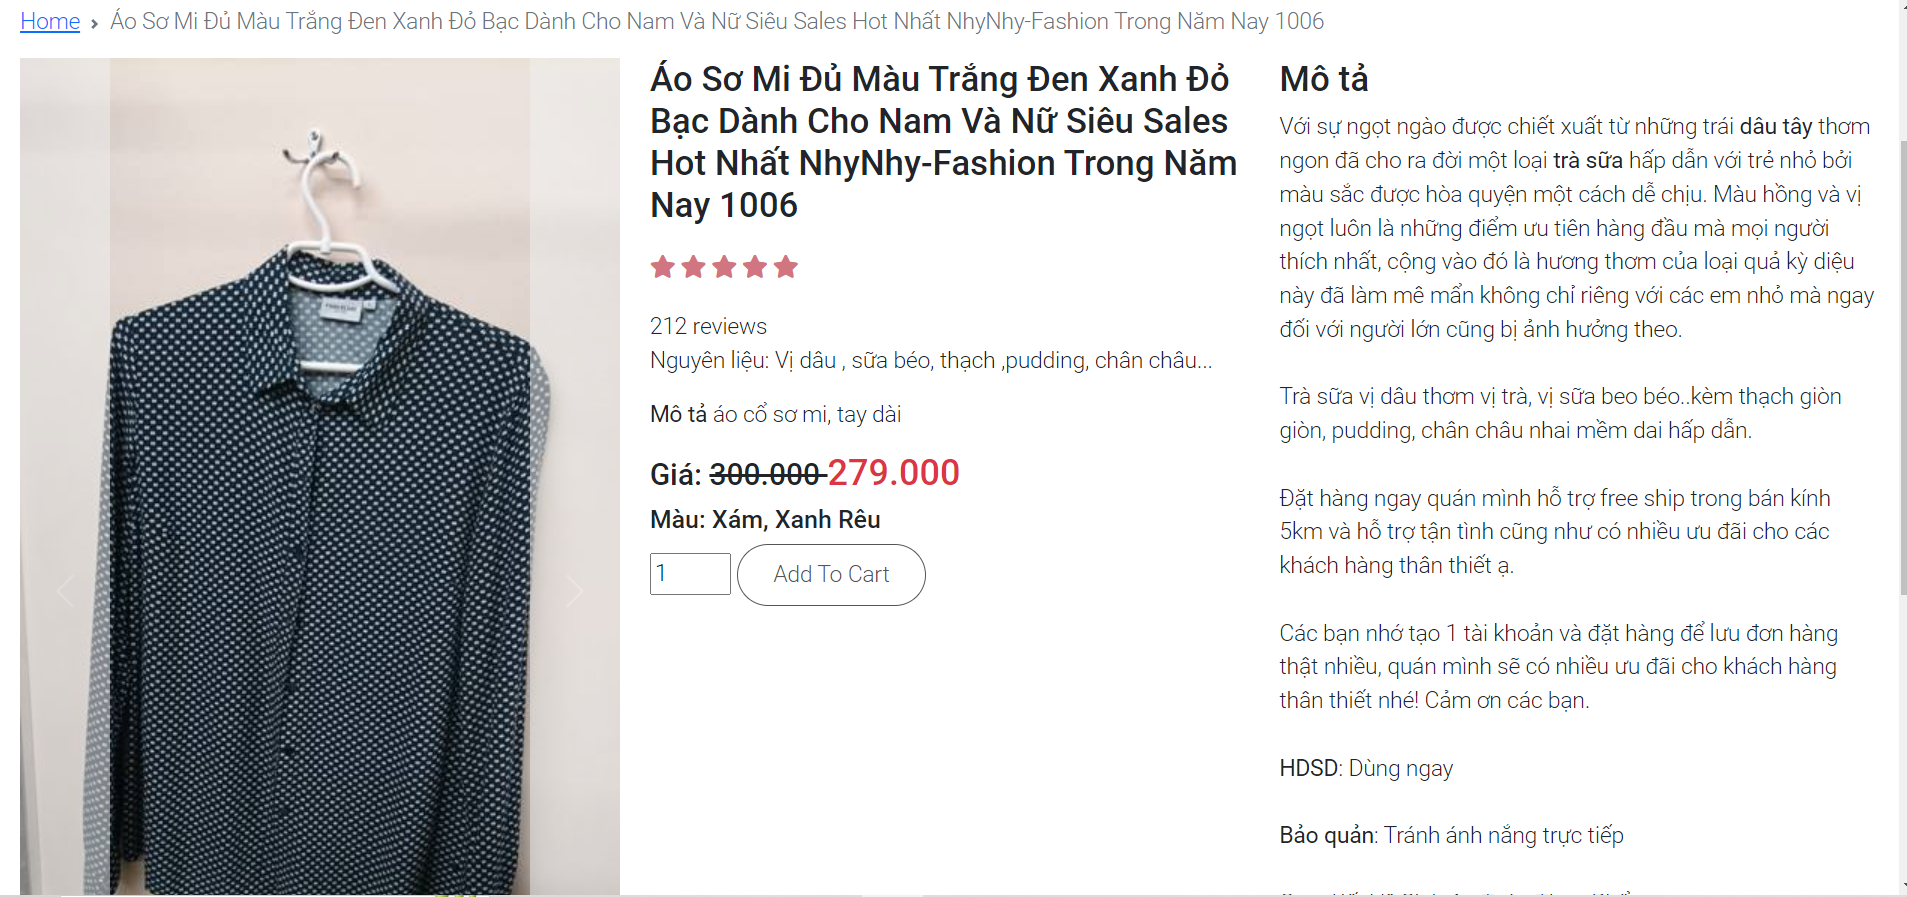 Home › Áo Sơ Mi Đủ Màu Trắng Đen Xanh Đỏ Bạc Dành Cho Nam Và Nữ Siêu Sales Hot Nhất NhyNhy-Fashion Trong Năm Nay 1006
Áo Sơ Mi Đủ Màu Trắng Đen Xanh Đỏ
Bạc Dành Cho Nam Và Nữ Siêu Sales
Hot Nhất NhyNhy-Fashion Trong Năm
Nay 1006
212 reviews
Nguyên liệu: Vị dâu , sữa béo, thạch ,pudding, chân châu...
Mô tả áo cổ sơ mi, tay dài
Giá: 300.000 279.000
Màu: Xám, Xanh Rêu
1 Add To Cart
Mô tả
Với sự ngọt ngào được chiết xuất từ những trái dâu tây thơm
ngon đã cho ra đời một loại trà sữa hấp dẫn với trẻ nhỏ bởi
màu sắc được hòa quyện một cách dễ chịu. Màu hồng và vị
ngọt luôn là những điểm ưu tiên hàng đầu mà mọi người
thích nhất, cộng vào đó là hương thơm của loại quả kỳ diệu
này đã làm mê mẩn không chỉ riêng với các em nhỏ mà ngay
đối với người lớn cũng bị ảnh hưởng theo.
Trà sữa vị dâu thơm vị trà, vị sữa beo béo..kèm thạch giòn
giòn, pudding, chân châu nhai mềm dai hấp dẫn.
Đặt hàng ngay quán mình hỗ trợ free ship trong bán kính
5km và hỗ trợ tận tình cũng như có nhiều ưu đãi cho các
khách hàng thân thiết ạ.
Các bạn nhớ tạo 1 tài khoản và đặt hàng để lưu đơn hàng
thật nhiều, quán mình sẽ có nhiều ưu đãi cho khách hàng
thân thiết nhé! Cảm ơn các bạn.
HDSD: Dùng ngay
Bảo quản: Tránh ánh nắng trực tiếp